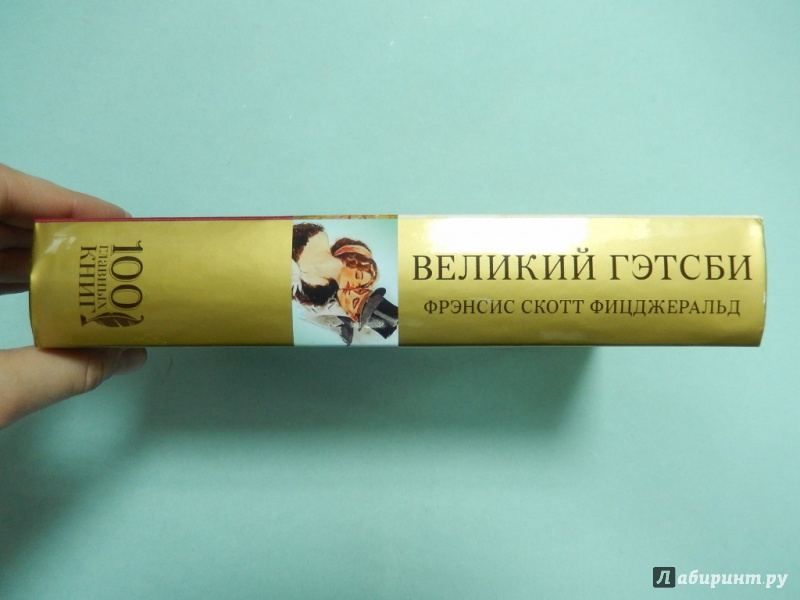 100
ГЛАВНЫХ
КНИГ
ВЕЛИКИЙ ГЭТСБИ
ФРЭНСИС СКОТТ ФИЦДЖЕРАЛЬД
Лабиринт.ру